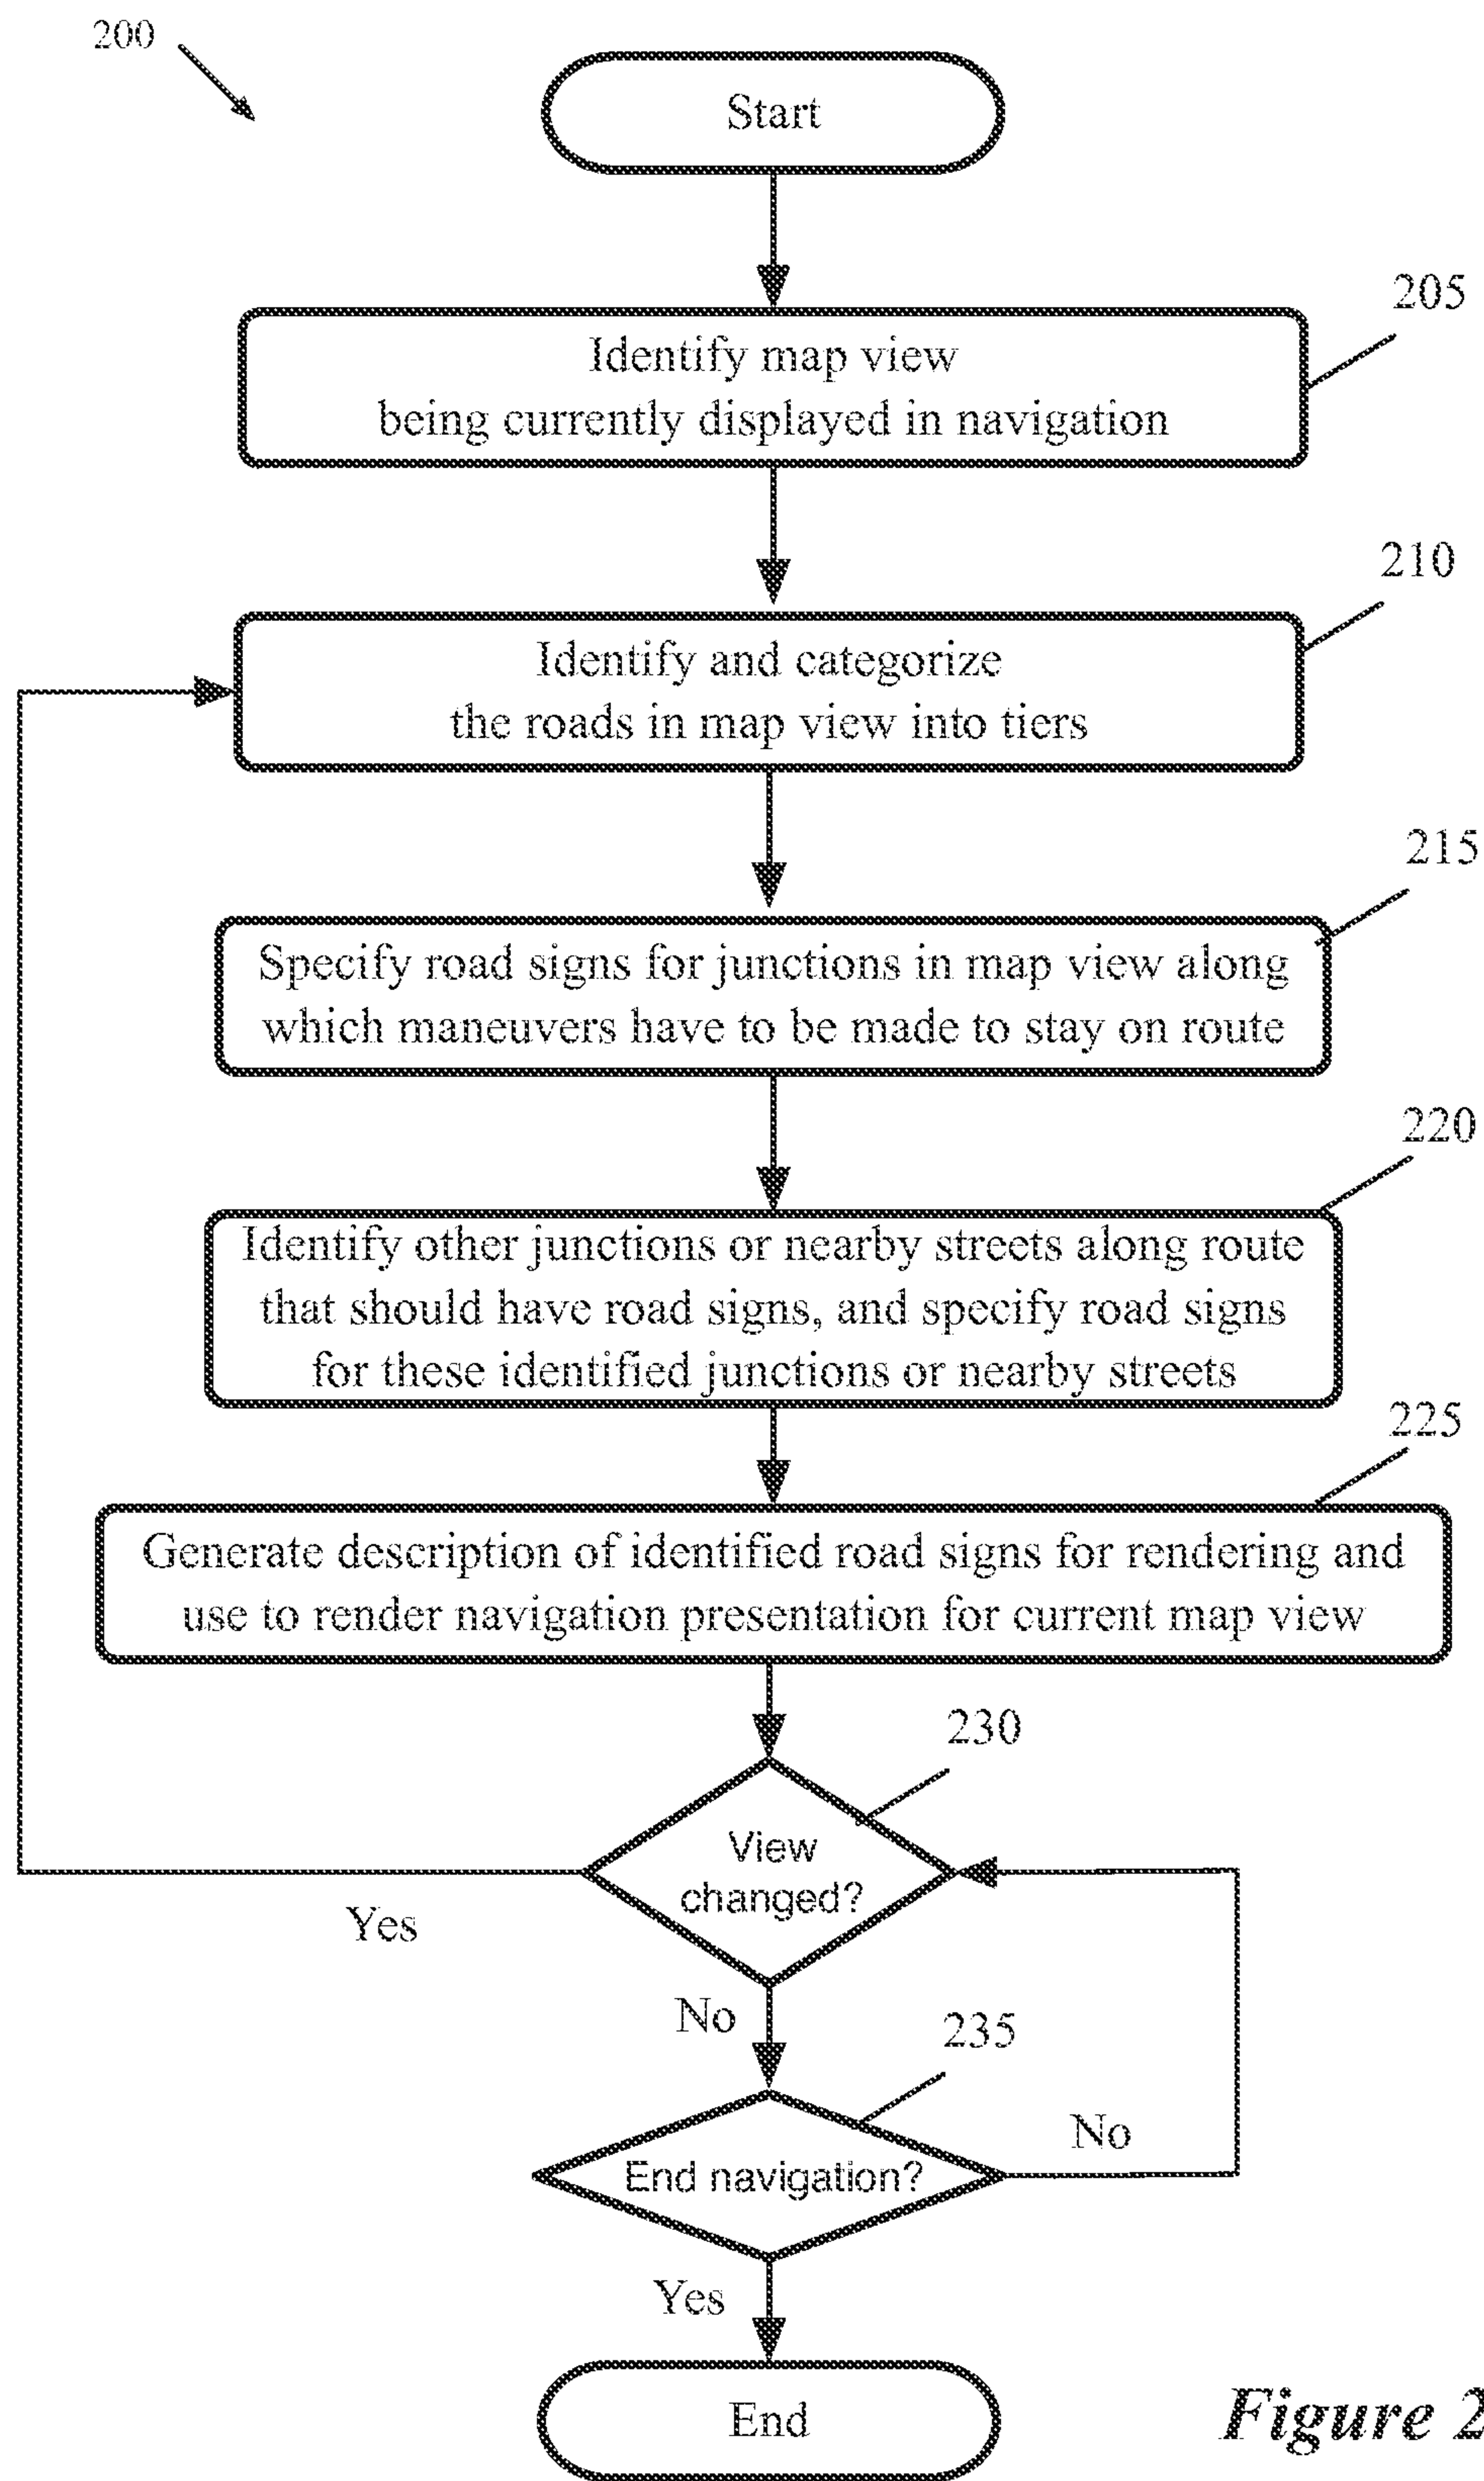 200
Start
205
Identify map view
being currently displayed in navigation
210
Identify and categorize
the roads in map view into tiers
215
Specify road signs for junctions in map view along
which maneuvers have to be made to stay on route
220
Identify other junctions or nearby streets along route
that should have road signs, and specify road signs
for these identified junctions or nearby streets
225
Generate description of identified road signs for rendering and
use to render navigation presentation for current map view
230
View
changed?
Yes
No
235
End navigation?
No
Yes
End
Figure 2